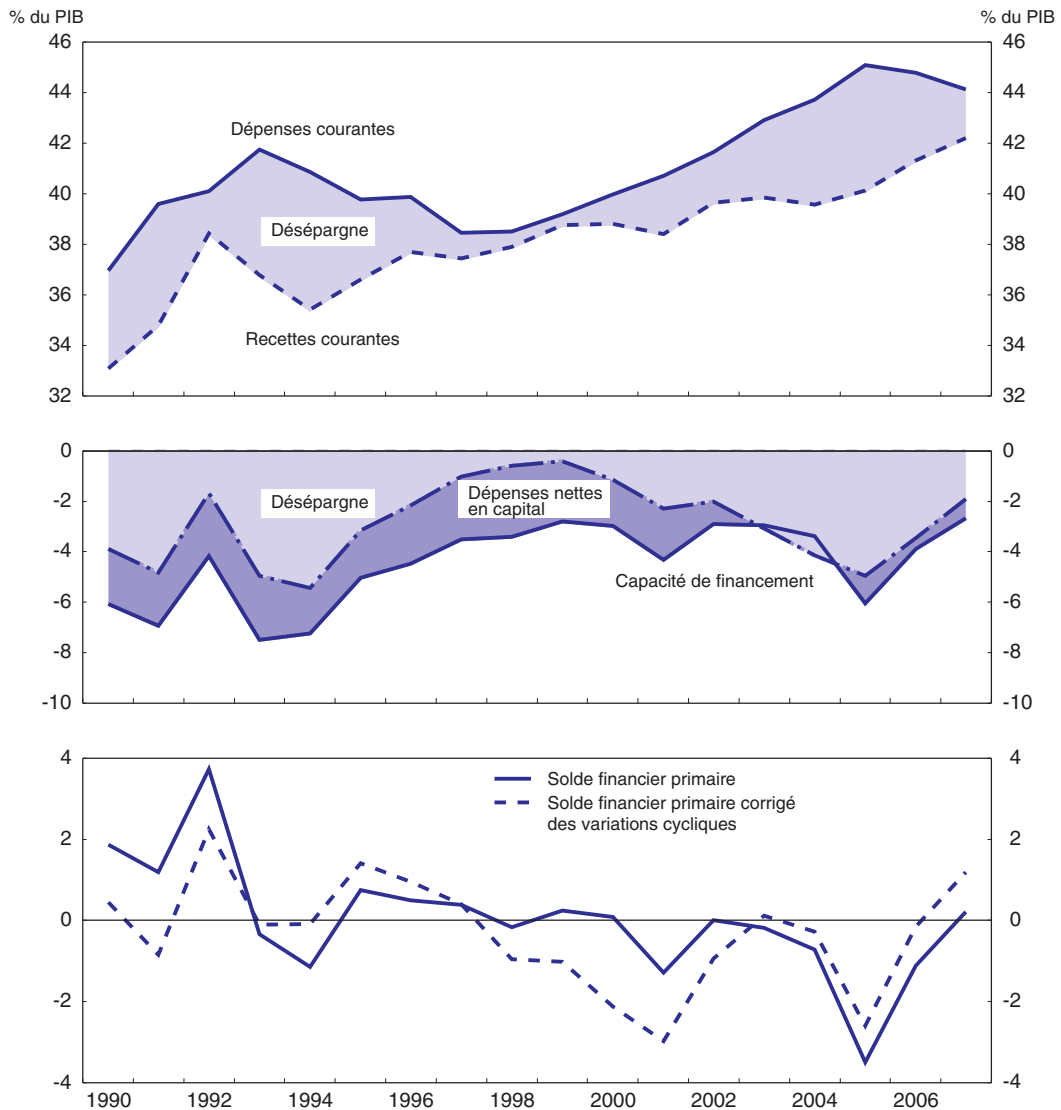 % du PIB
% du PIB
46
46
44
44
Dépenses courantes
42
42
40
40
Désépargne
38
38
36
36
Recettes courantes
34
34
32
32
0
0
Désépargne
Dépenses nettes
en capital
-2
-2
-4
-4
Capacité de financement
-6
-6
-8
-8
-10
-10
4
4
Solde financier primaire
Solde financier primaire corrigé
des variations cycliques
2
2
0
0
-2
-2
-4
-4
1990 1992 1994 1996 1998 2000 2002 2004 2006